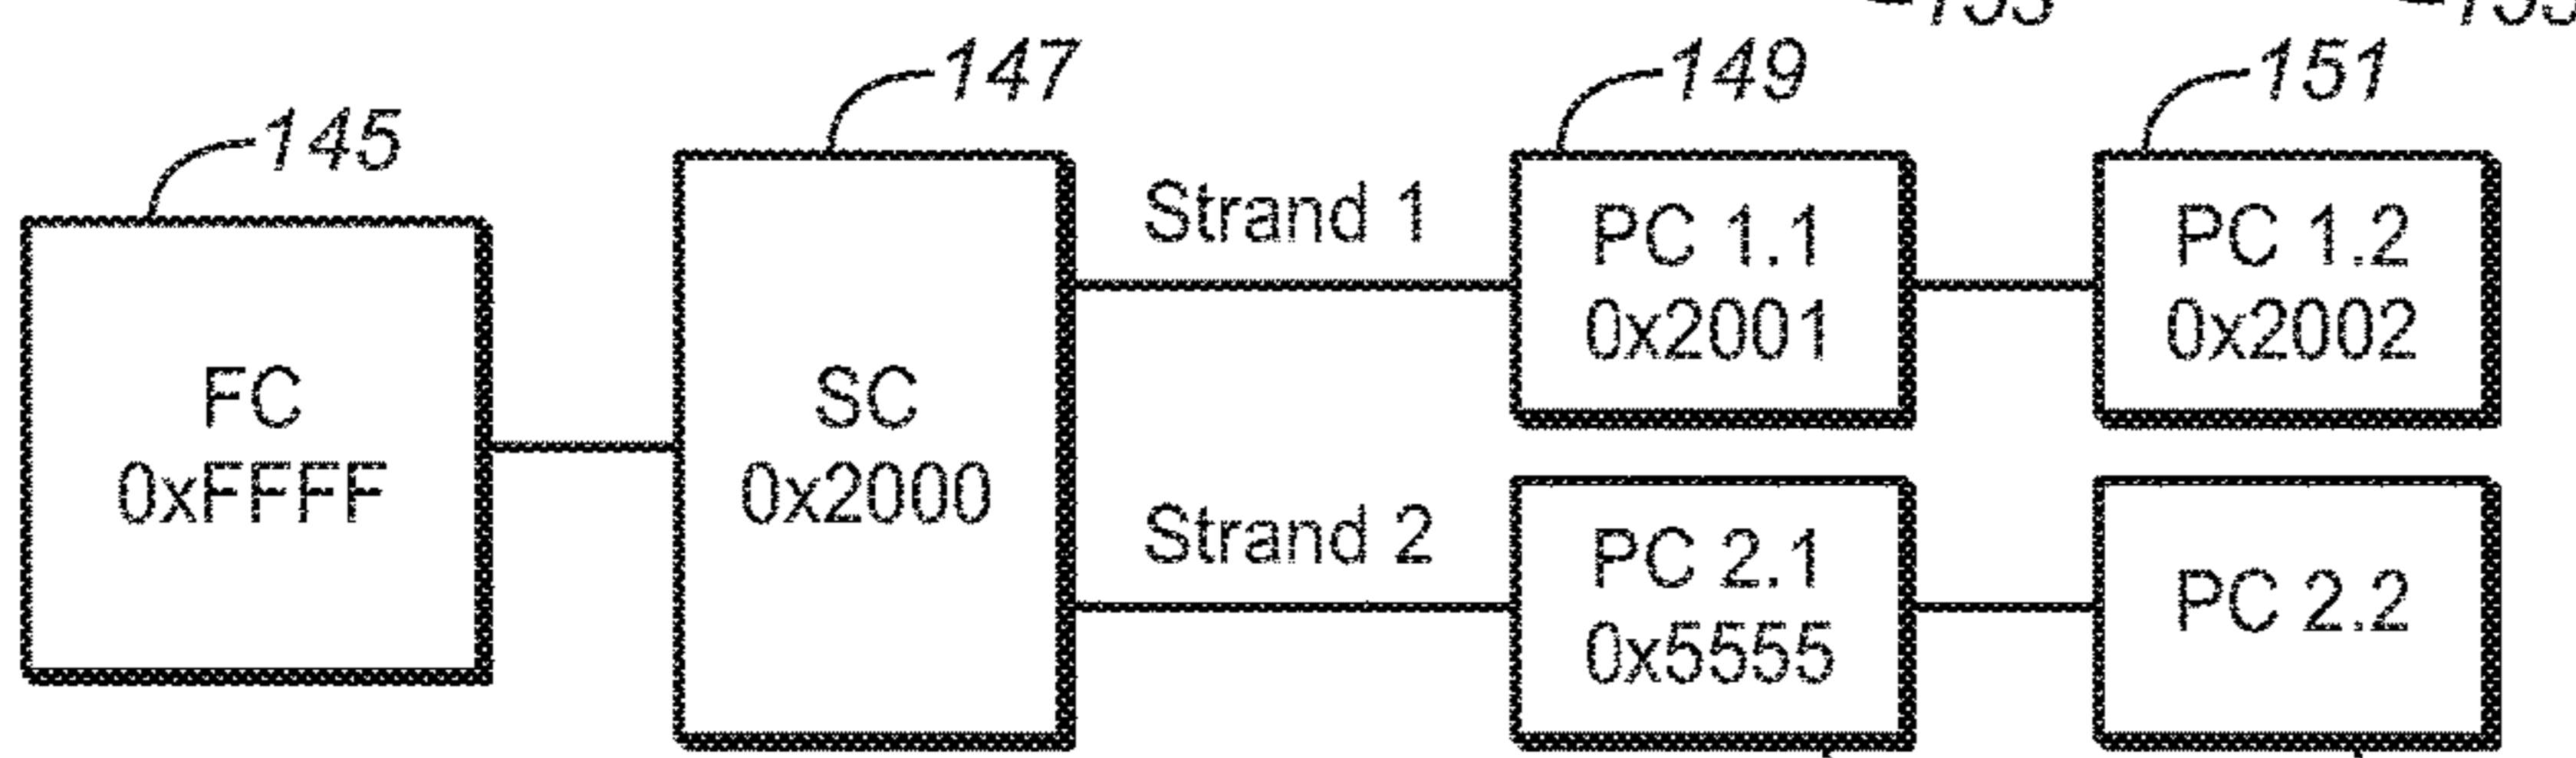 145
147
149
151
FC
0xFFFF
SC
0x2000
Strand 1
PC 1.1
0x2001
PC 1.2
0x2002
Strand 2
PC 2.1
0x5555
PC 2.2